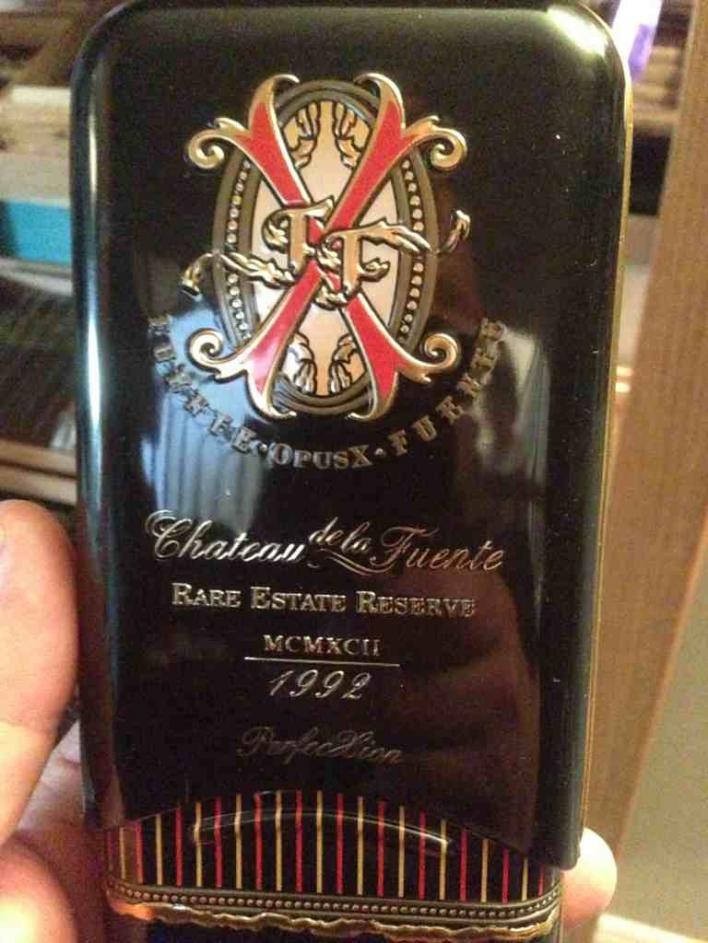 FF
FUENTE • OPUSX • FUENTE
Chateau de la Fuente
RARE ESTATE RESERVE
MCMXCII
1992
PerfecXion